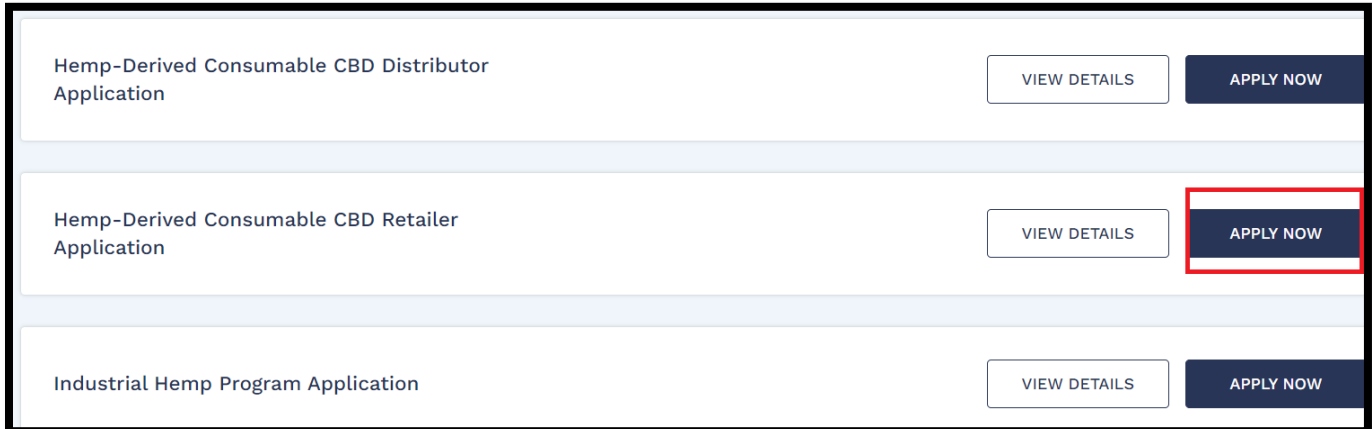 Hemp-Derived Consumable CBD Distributor
Application
VIEW DETAILS
APPLY NOW
Hemp-Derived Consumable CBD Retailer
Application
VIEW DETAILS
APPLY NOW
Industrial Hemp Program Application
VIEW DETAILS
APPLY NOW